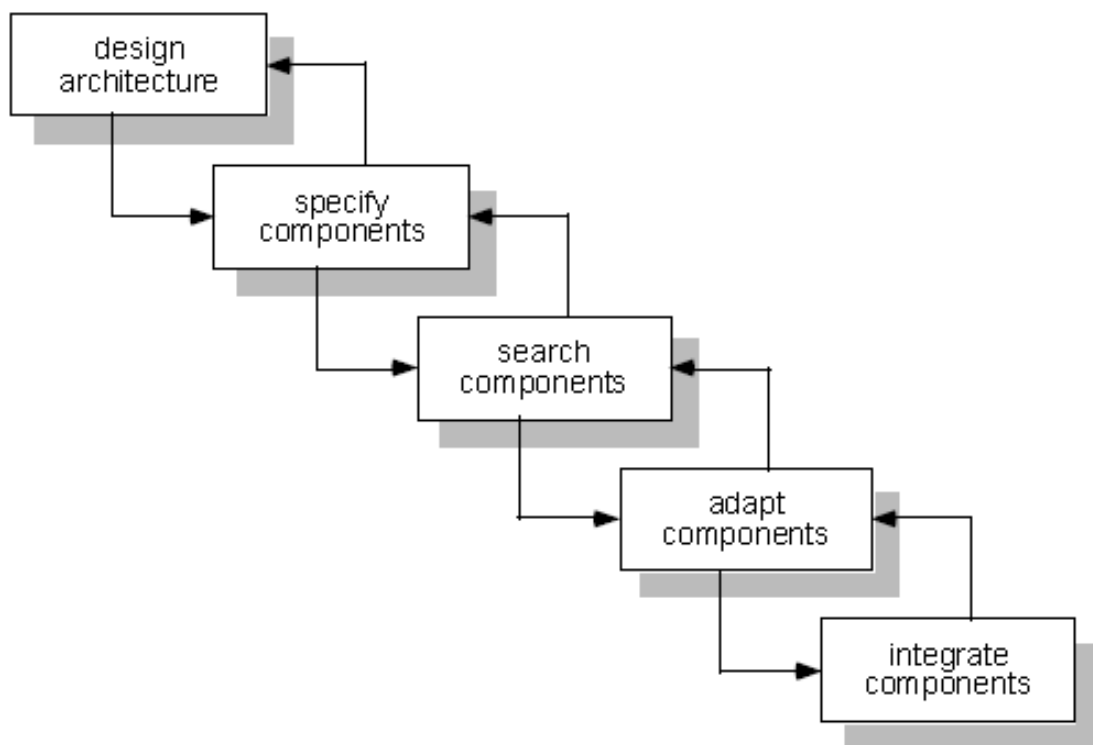 design
architecture
specify
components
search
components
adapt
components
integrate
components